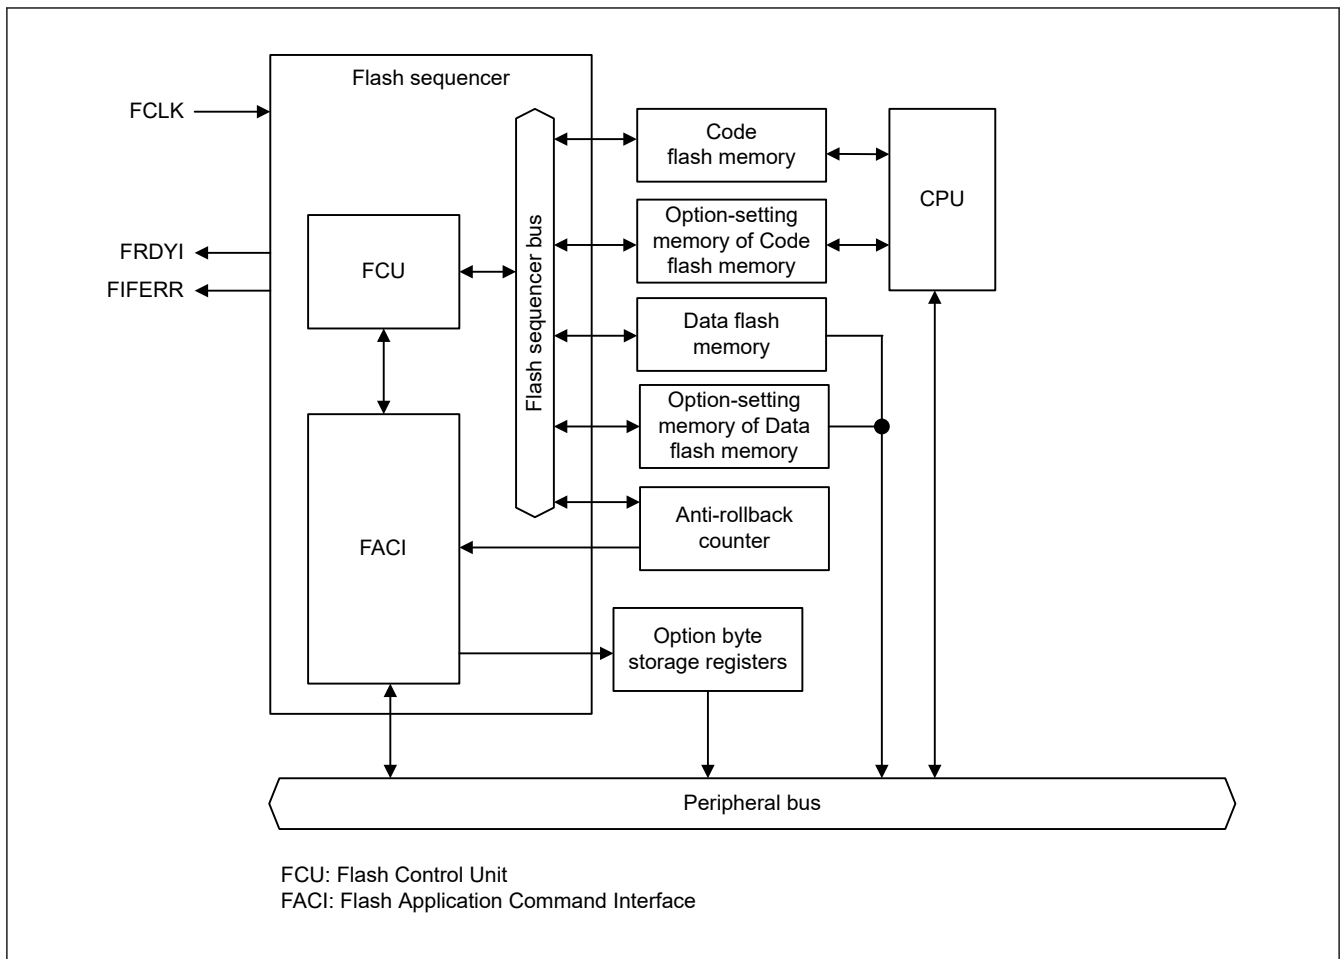 Flash sequencer
FCLK
FRDYI
FIFERR
FCU
FACI
Flash sequencer bus
Code
flash memory
Option-setting
memory of Code
flash memory
Data flash
memory
Option-setting
memory of Data
flash memory
Anti-rollback
counter
Option byte
storage registers
CPU
Peripheral bus
FCU: Flash Control Unit
FACI: Flash Application Command Interface